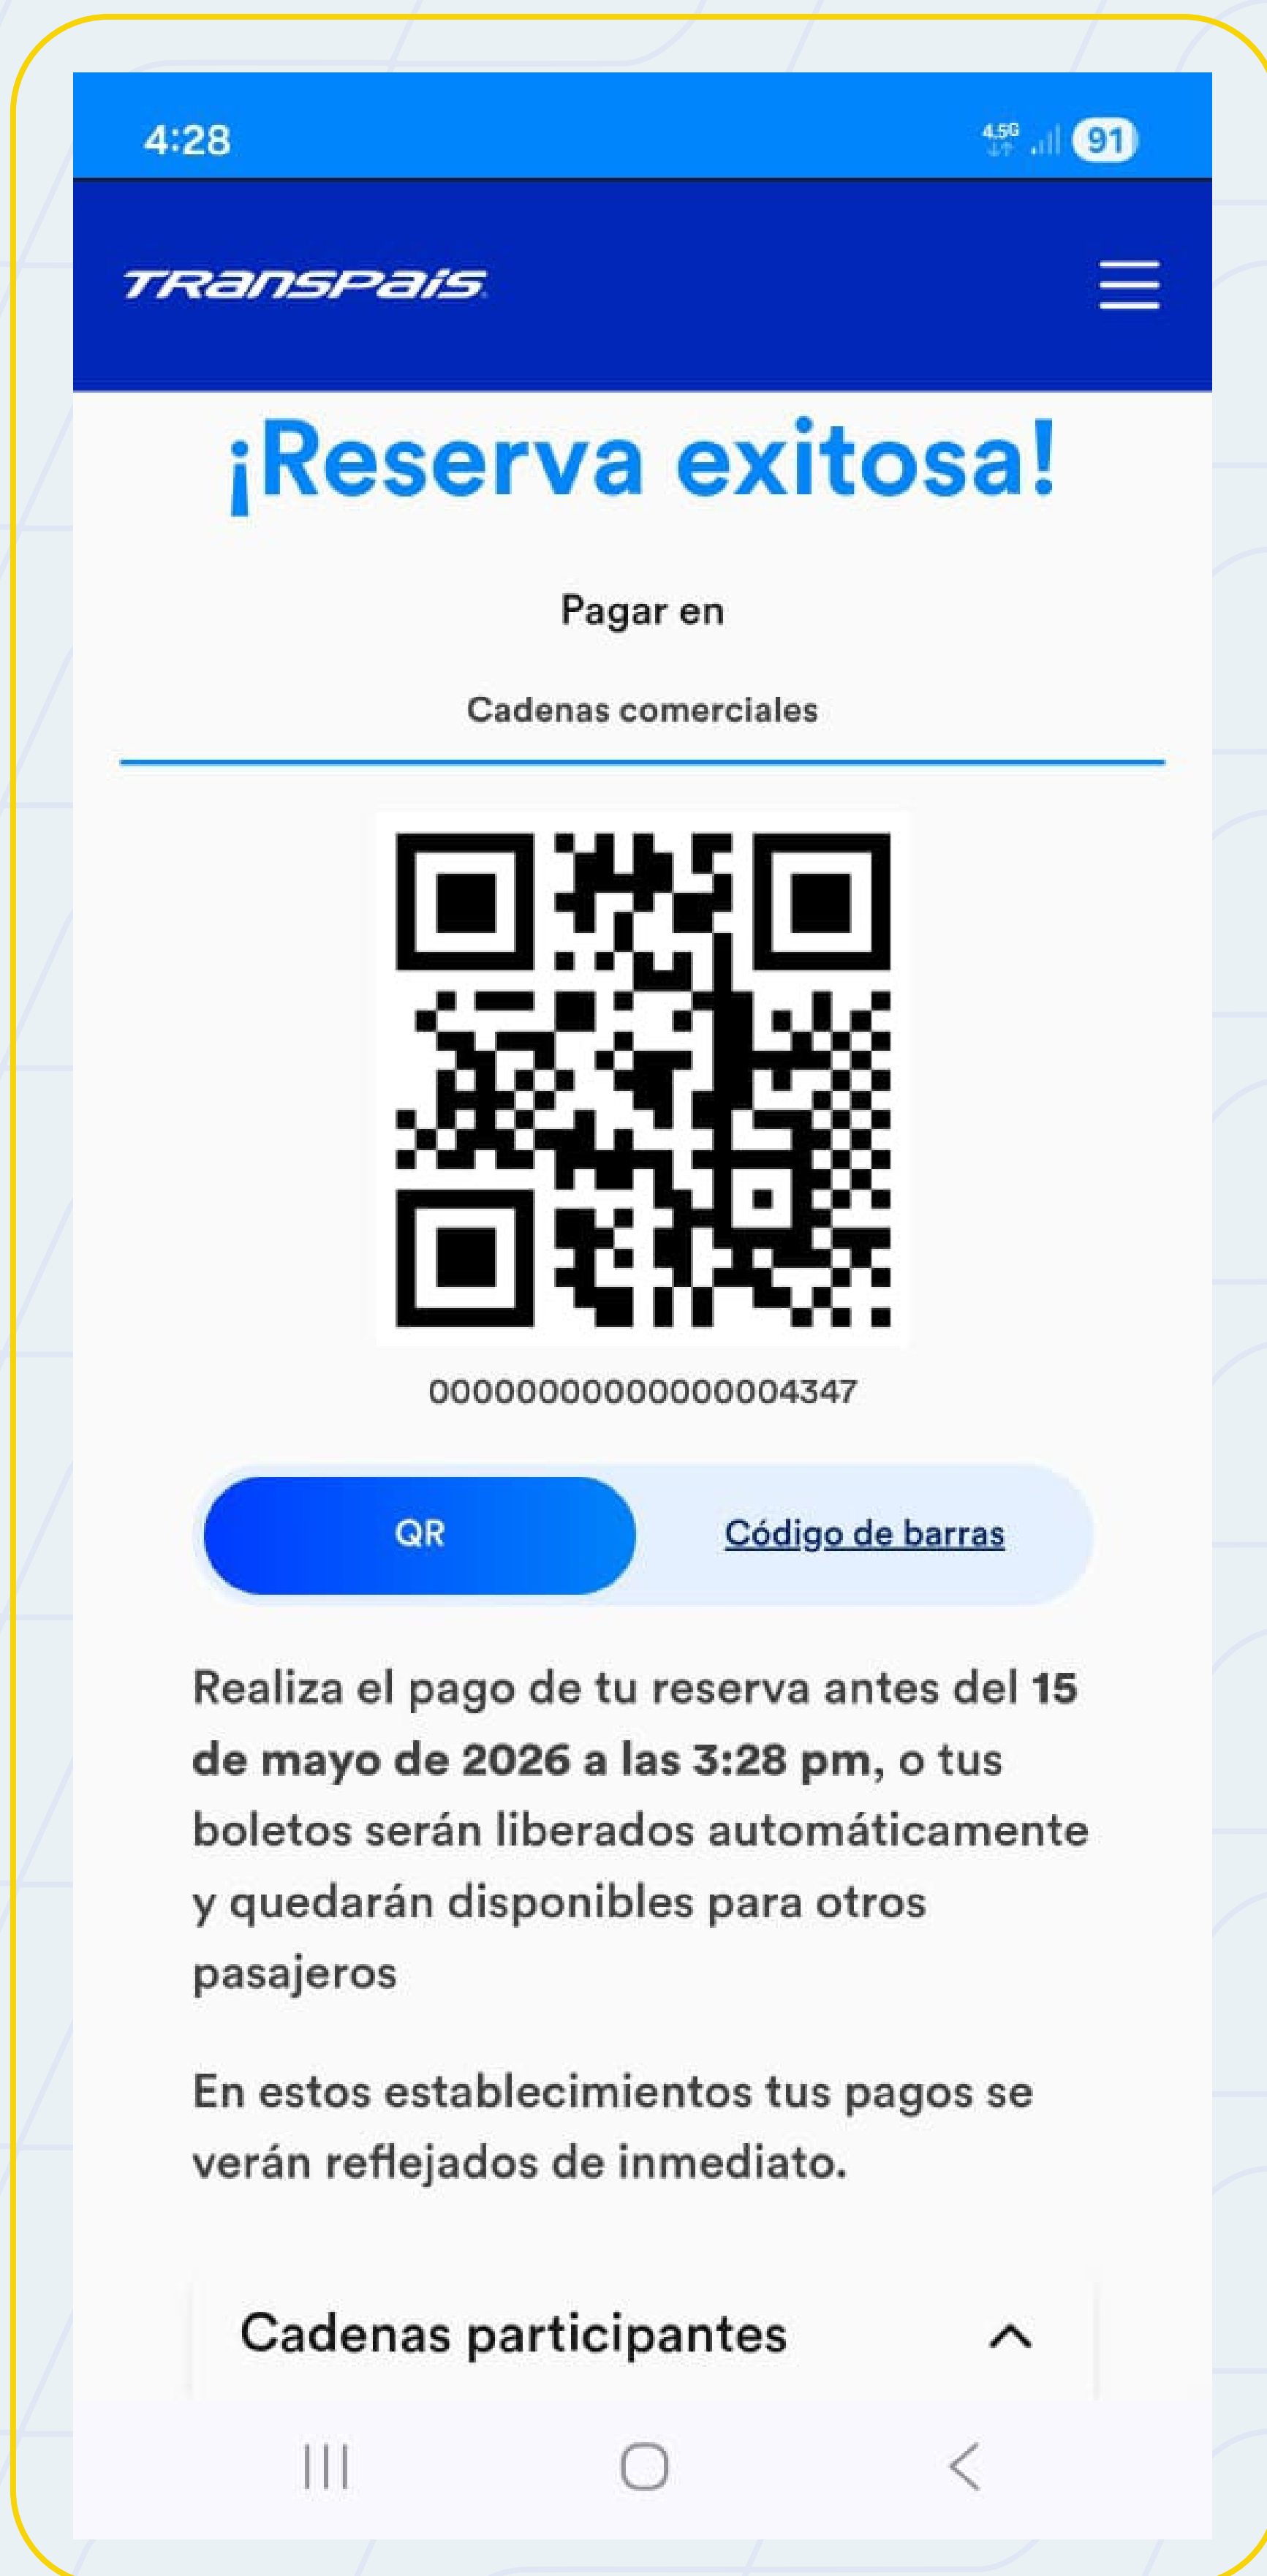 4:28
4.5G
91
TRANSPAIS
¡Reserva exitosa!
Pagar en
Cadenas comerciales
00000000000000004347
QR
Código de barras
Realiza el pago de tu reserva antes del 15
de mayo de 2026 a las 3:28 pm, o tus
boletos serán liberados automáticamente
y quedarán disponibles para otros
pasajeros
En estos establecimientos tus pagos se
verán reflejados de inmediato.
Cadenas participantes